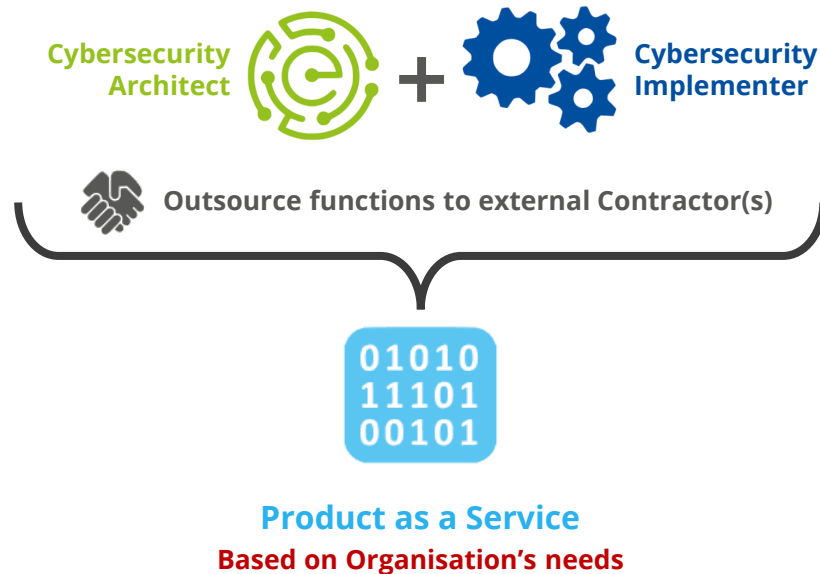 Cybersecurity
Architect
Cybersecurity
Implementer
Outsource functions to external Contractor(s)
01010
11101
00101
Product as a Service
Based on Organisation's needs